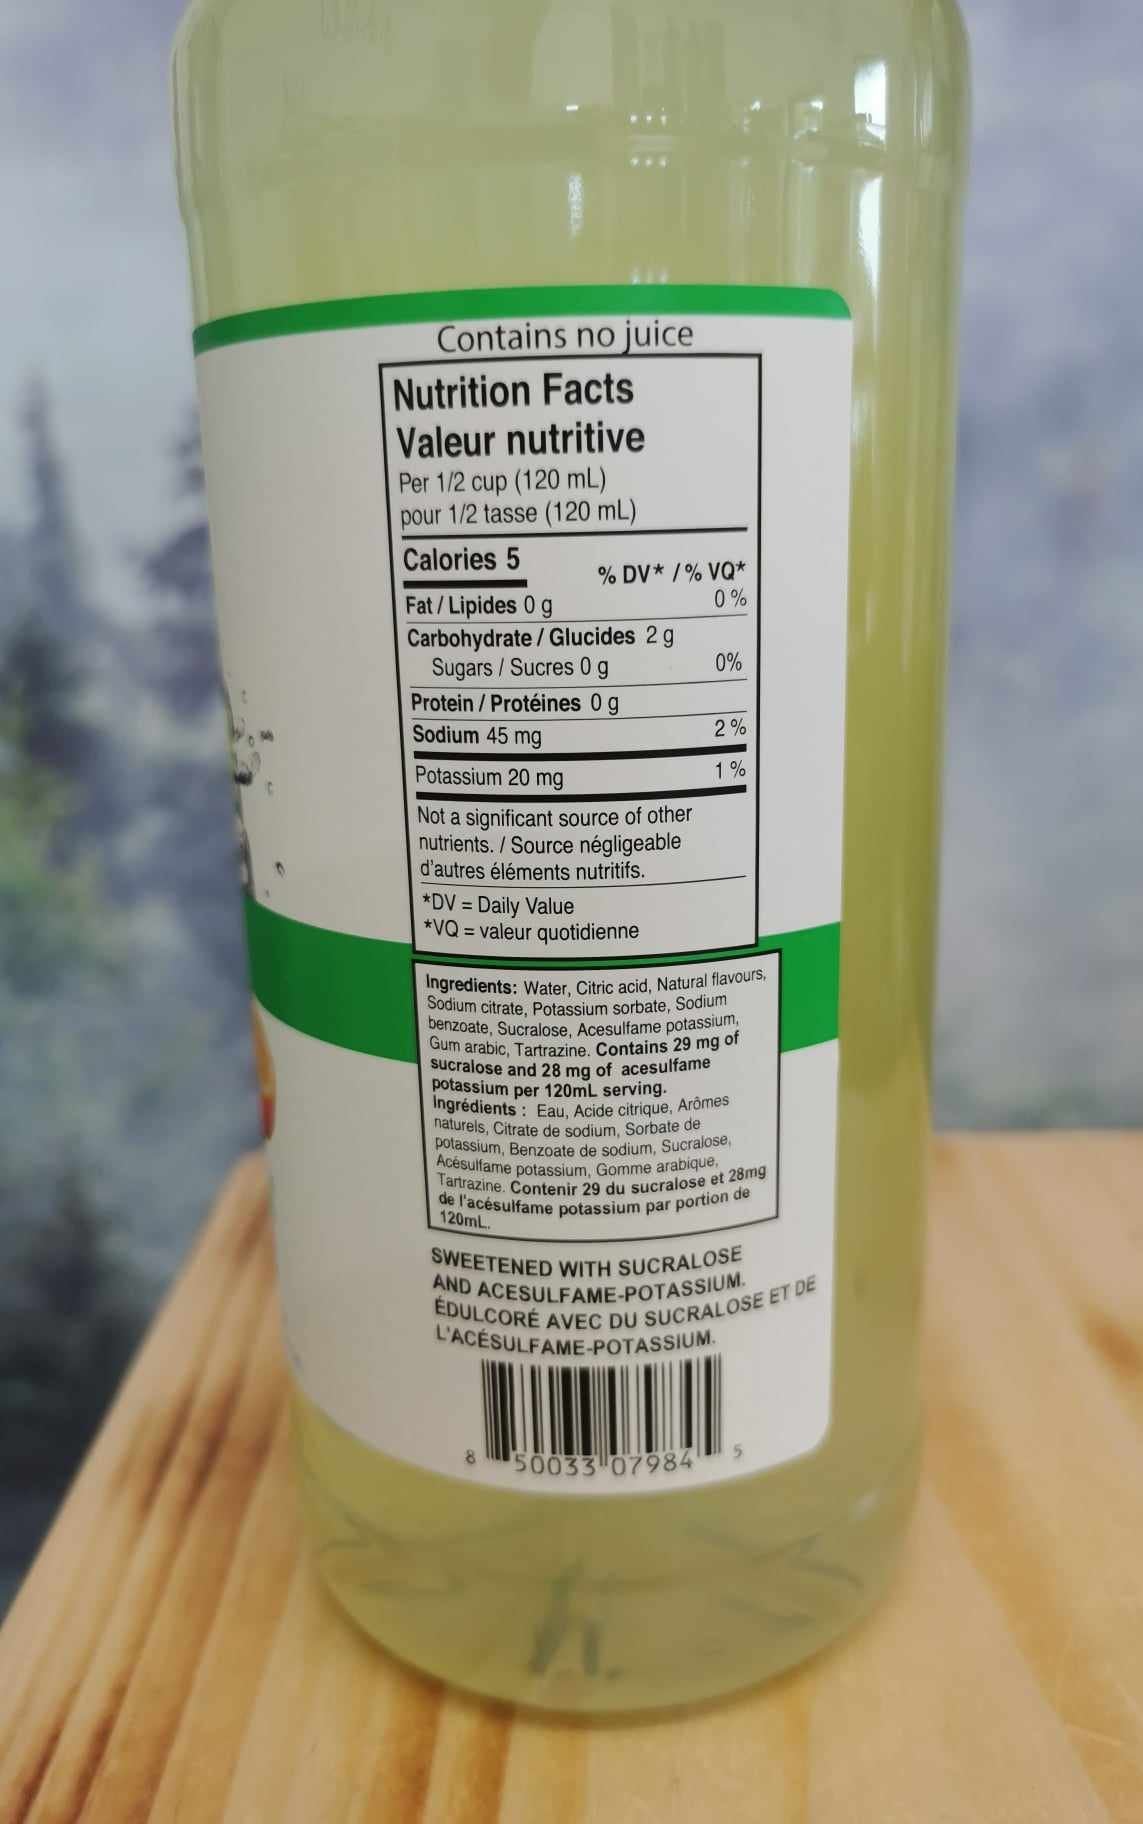 Contains no juice
Nutrition Facts
Valeur nutritive
Per 1/2 cup (120 mL)
pour 1/2 tasse (120 mL)
Calories 5
% DV* / % VQ*
Fat / Lipides 0 g 0 %
Carbohydrate / Glucides 2 g
Sugars / Sucres 0 g 0%
Protein / Protéines 0 g
Sodium 45 mg 2 %
Potassium 20 mg 1 %
Not a significant source of other
nutrients. / Source négligeable
d'autres éléments nutritifs.
*DV = Daily Value
*VQ = valeur quotidienne
Ingredients: Water, Citric acid, Natural flavours,
Sodium citrate, Potassium sorbate, Sodium
benzoate, Sucralose, Acesulfame potassium,
Gum arabic, Tartrazine. Contains 29 mg of
sucralose and 28 mg of acesulfame
potassium per 120mL serving.
Ingrédients : Eau, Acide citrique, Arômes
naturels, Citrate de sodium, Sorbate de
potassium, Benzoate de sodium, Sucralose,
Acésulfame potassium, Gomme arabique,
Tartrazine. Contenir 29 du sucralose et 28mg
de l'acésulfame potassium par portion de
120mL.
SWEETENED WITH SUCRALOSE
AND ACESULFAME-POTASSIUM.
ÉDULCORÉ AVEC DU SUCRALOSE ET DE
L'ACÉSULFAME-POTASSIUM.
8 50033 07984 5